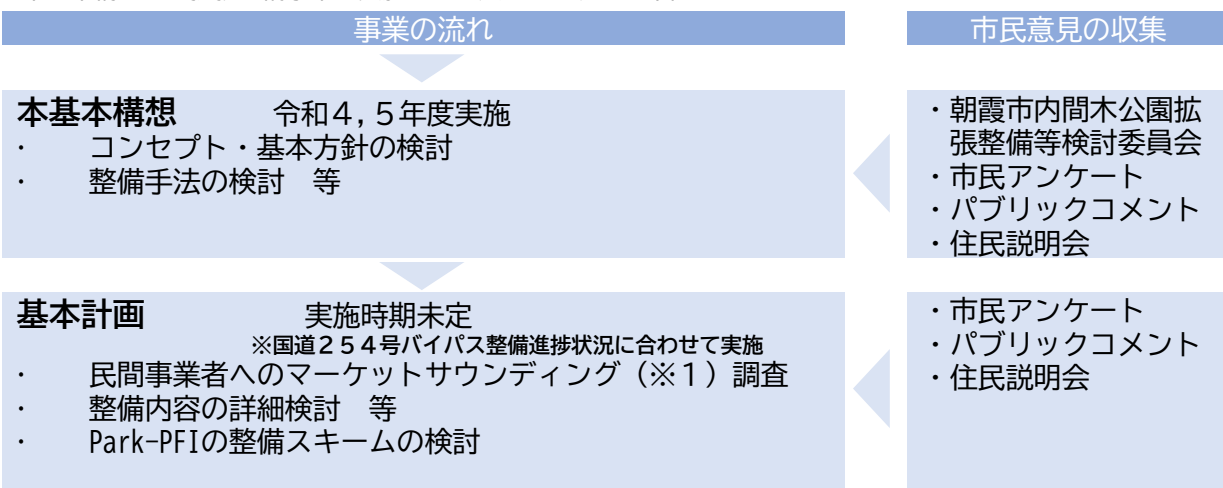 事業の流れ
市民意見の収集
本基本構想 令和４,５年度実施
・ コンセプト・基本方針の検討
・ 整備手法の検討 等
・朝霞市内間木公園拡
張整備等検討委員会
・市民アンケート
・パブリックコメント
・住民説明会
基本計画 実施時期未定
※国道２５４号バイパス整備進捗状況に合わせて実施
・ 民間事業者へのマーケットサウンディング（※１）調査
・ 整備内容の詳細検討 等
・ Park-PFIの整備スキームの検討
・市民アンケート
・パブリックコメント
・住民説明会